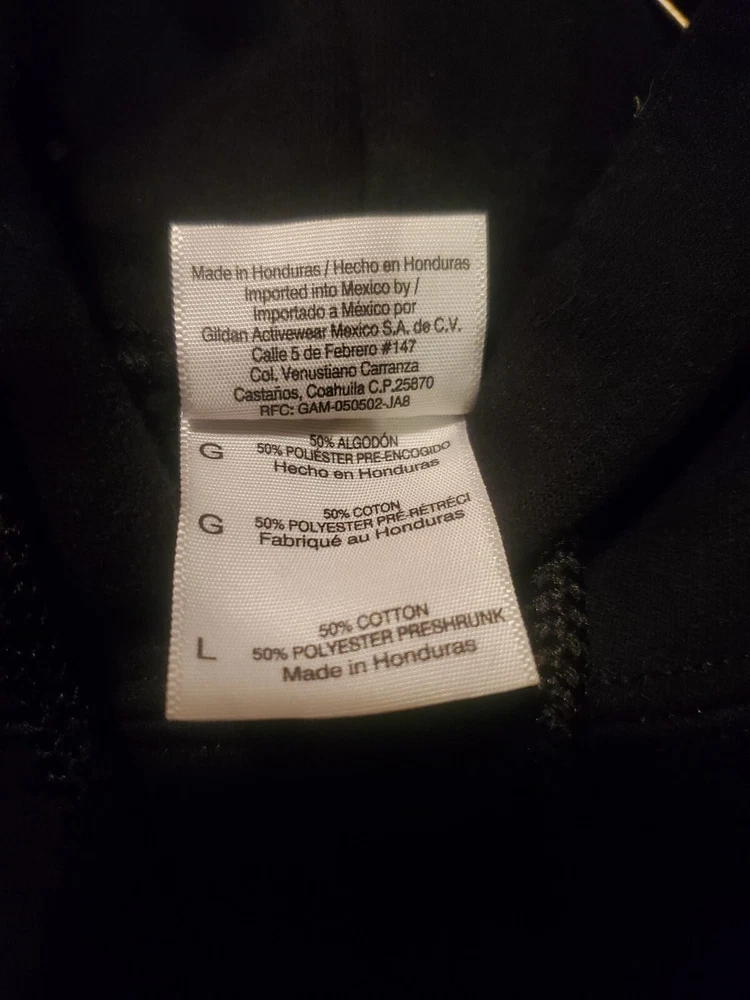 Made in Honduras / Hecho en Honduras
Imported into Mexico by /
Importado a México por
Gildan Activewear Mexico S.A. de C.V.
Calle 5 de Febrero #147
Col. Venustiano Carranza
Castaños, Coahuila C.P.25870
RFC: GAM-050502-JA8
G
50% ALGODÓN
50% POLIÉSTER PRE-ENCOGIDO
Hecho en Honduras
G
50% COTON
50% POLYESTER PRÉ-RÉTRÉCI
Fabriqué au Honduras
L
50% COTTON
50% POLYESTER PRESHRUNK
Made in Honduras